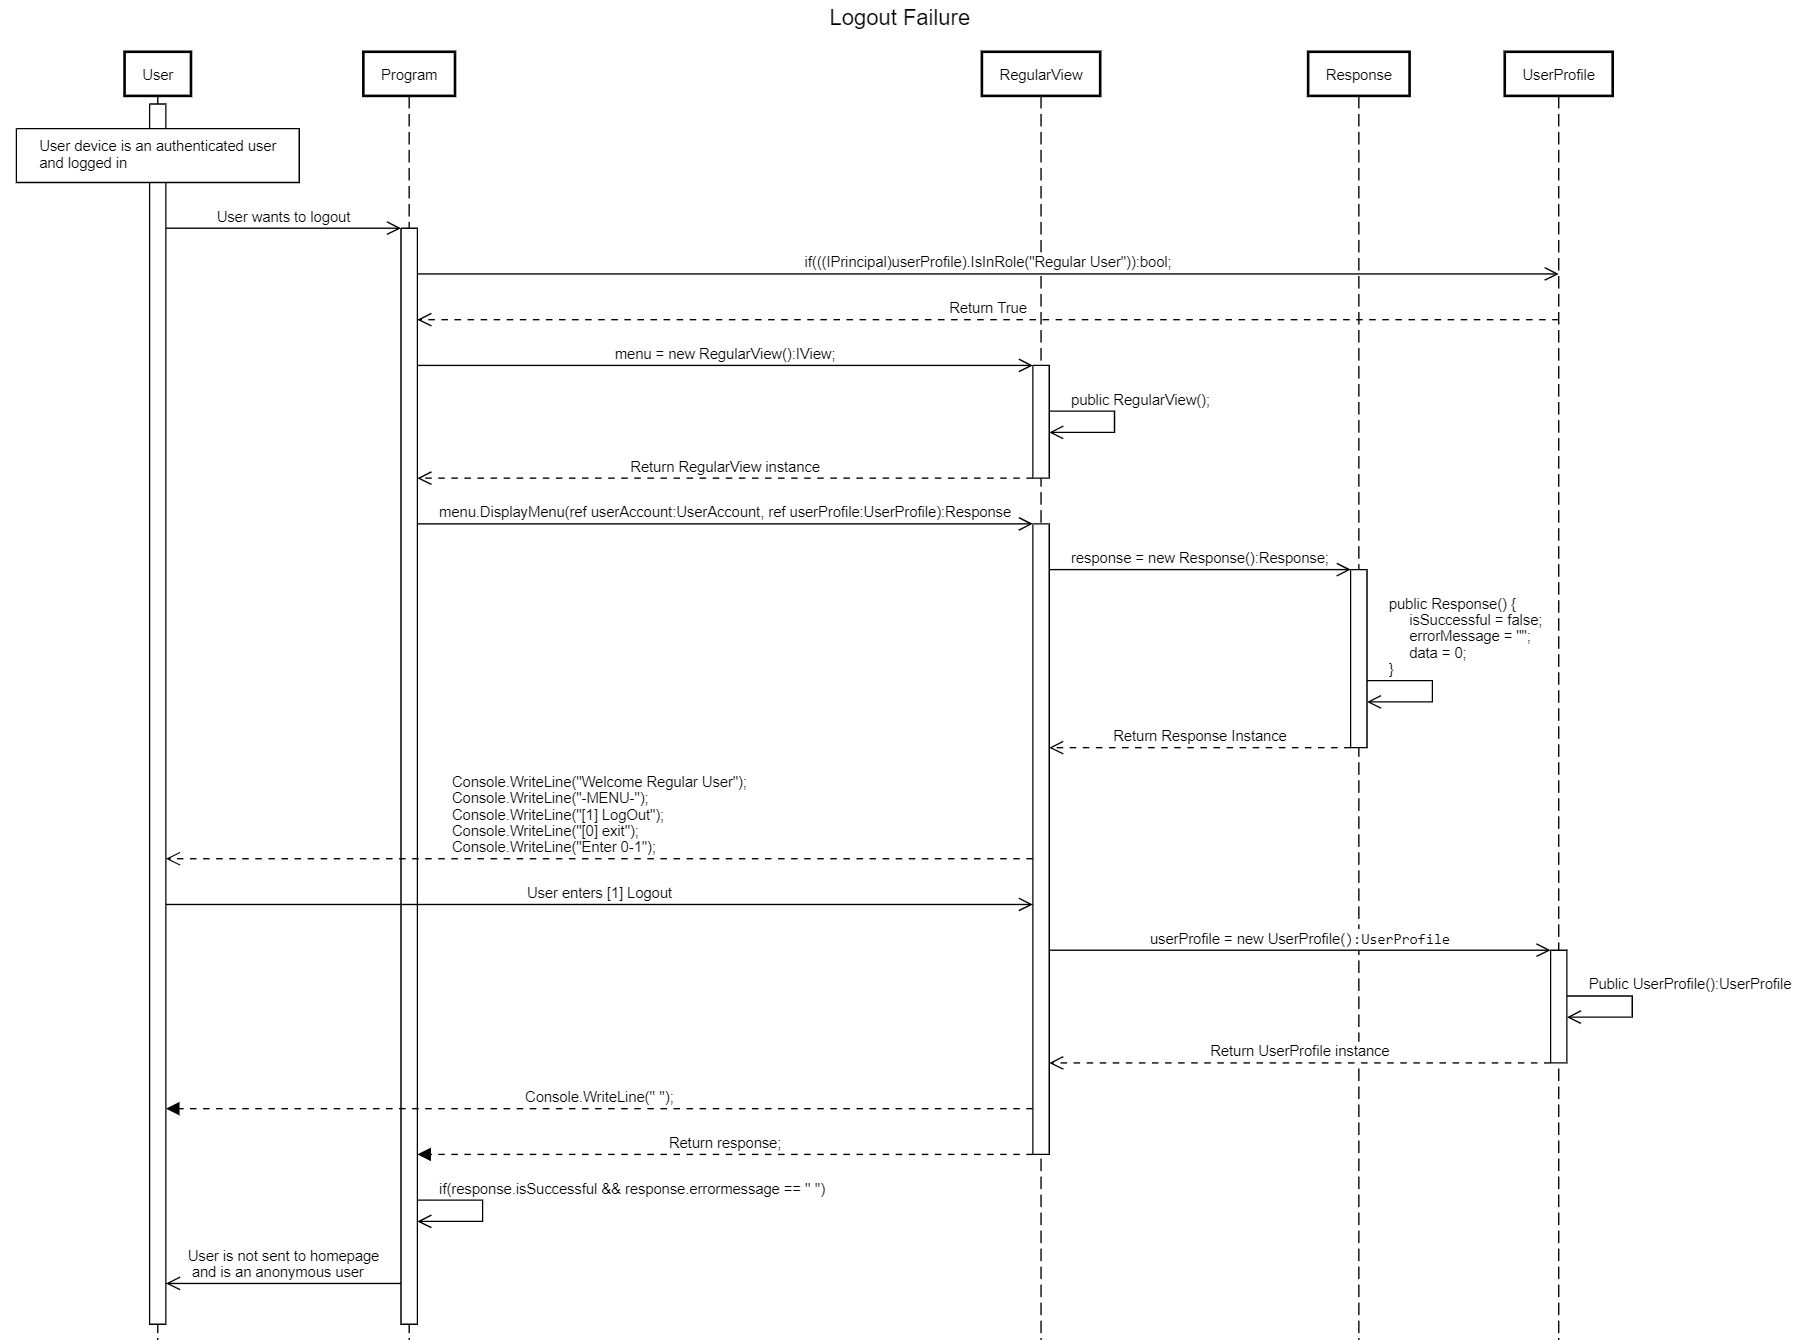 Logout Failure
User
Program
RegularView
Response
UserProfile
User device is an authenticated user
and logged in
User wants to logout
if(((IPrincipal)userProfile).IsInRole("Regular User")):bool;
Return True
menu = new RegularView():IView;
public RegularView();
Return RegularView instance
menu.DisplayMenu(ref userAccount:UserAccount, ref userProfile:UserProfile):Response
response = new Response():Response;
public Response() {
isSuccessful = false;
errorMessage = "";
data = 0;
}
Return Response Instance
Console.WriteLine("Welcome Regular User");
Console.WriteLine("-MENU-");
Console.WriteLine("[1] LogOut");
Console.WriteLine("[0] exit");
Console.WriteLine("Enter 0-1");
User enters [1] Logout
userProfile = new UserProfile():UserProfile
Public UserProfile():UserProfile
Return UserProfile instance
Console.WriteLine(" ");
Return response;
if(response.isSuccessful && response.errormessage == " ")
User is not sent to homepage
and is an anonymous user